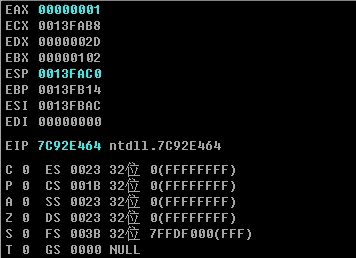 EAX 00000001
ECX 0013FAB8
EDX 0000002D
EBX 00000102
ESP 0013FAC0
EBP 0013FB14
ESI 0013FBAC
EDI 00000000
EIP 7C92E464 ntdll.7C92E464
C 0 ES 0023 32位 0(FFFFFFFF)
P 0 CS 001B 32位 0(FFFFFFFF)
A 0 SS 0023 32位 0(FFFFFFFF)
Z 0 DS 0023 32位 0(FFFFFFFF)
S 0 FS 003B 32位 7FFDF000(FFF)
T 0 GS 0000 NULL